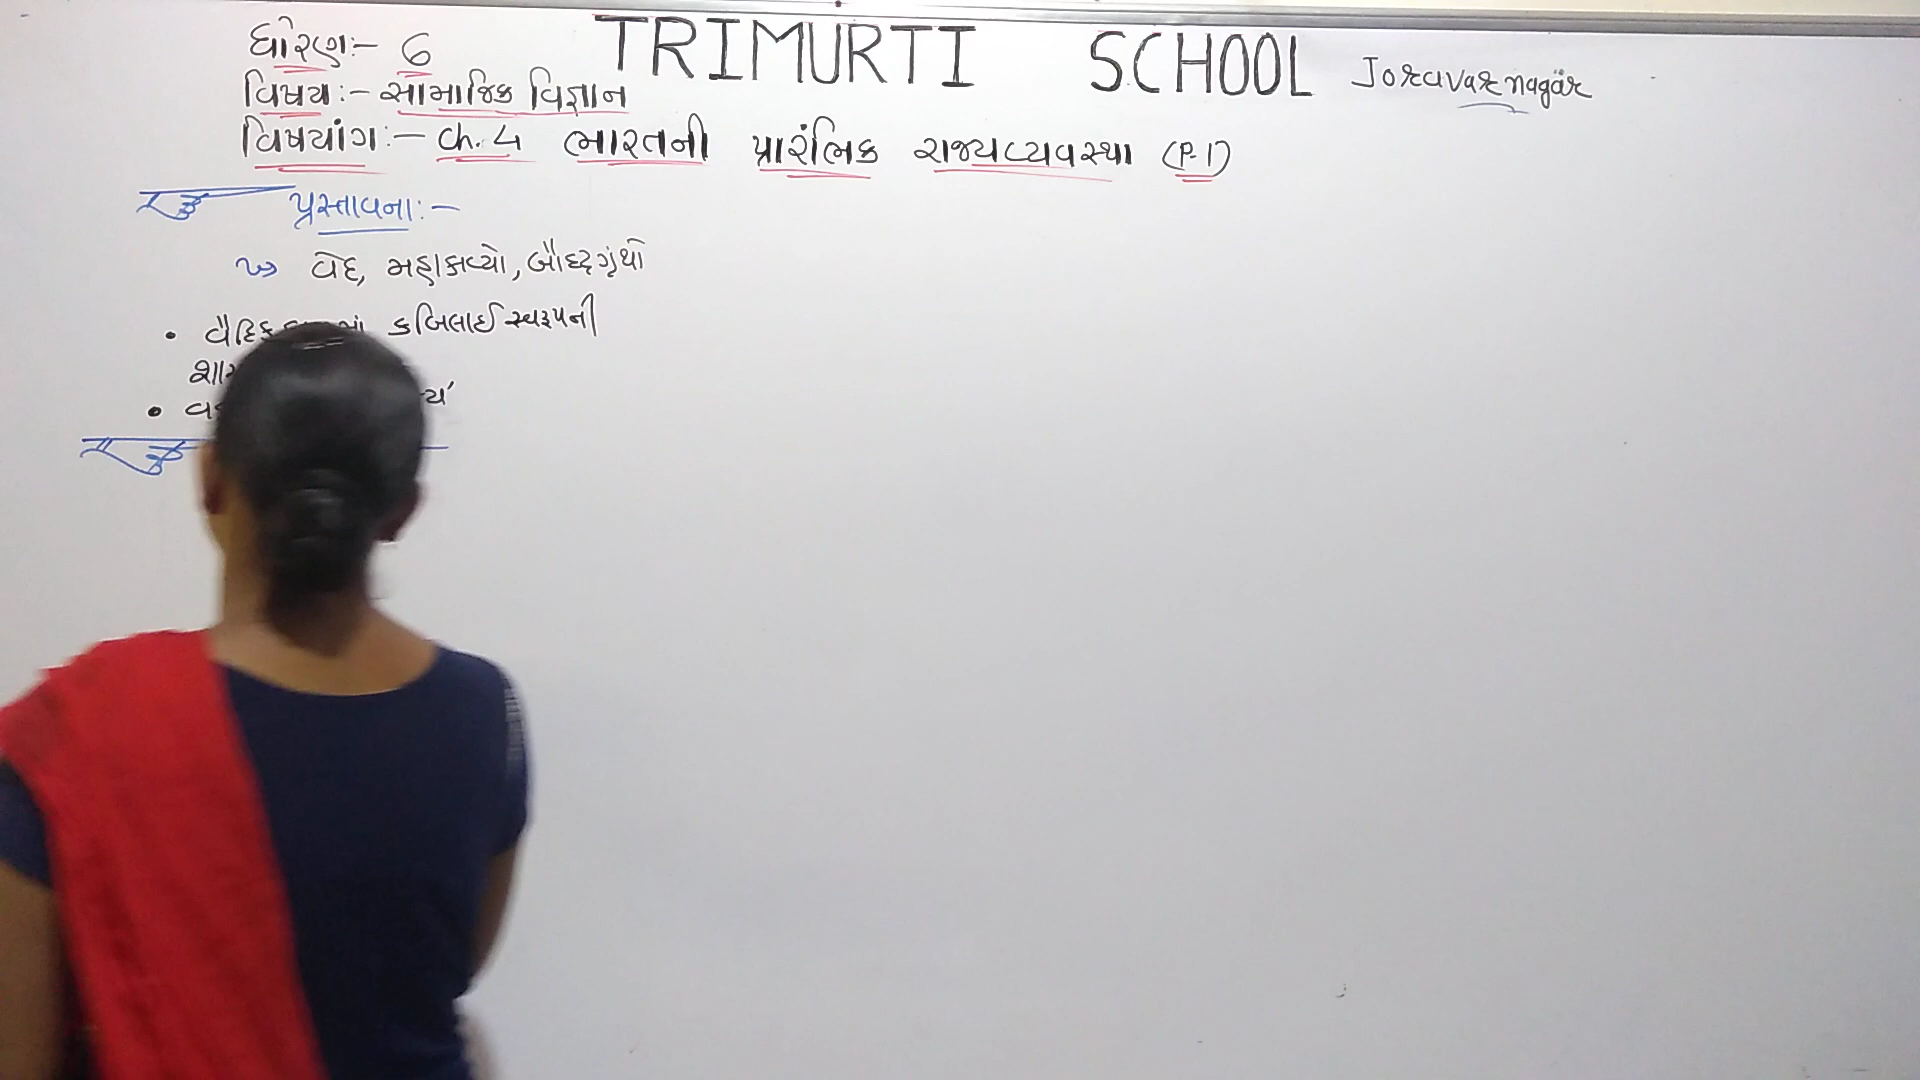 ધોરણ:- 6 TRIMURTI SCHOOL Joravarnagar
વિષય:- સામાજિક વિજ્ઞાન
વિષયાંગ:- ch. 4 ભારતની પ્રારંભિક રાજ્યવ્યવસ્થા (P-1)
પ્રસ્તાવના:-
વેદ, મહાકાવ્યો, બૌદ્ધગ્રંથો
• કબિલાઈ સ્વરૂપની
•